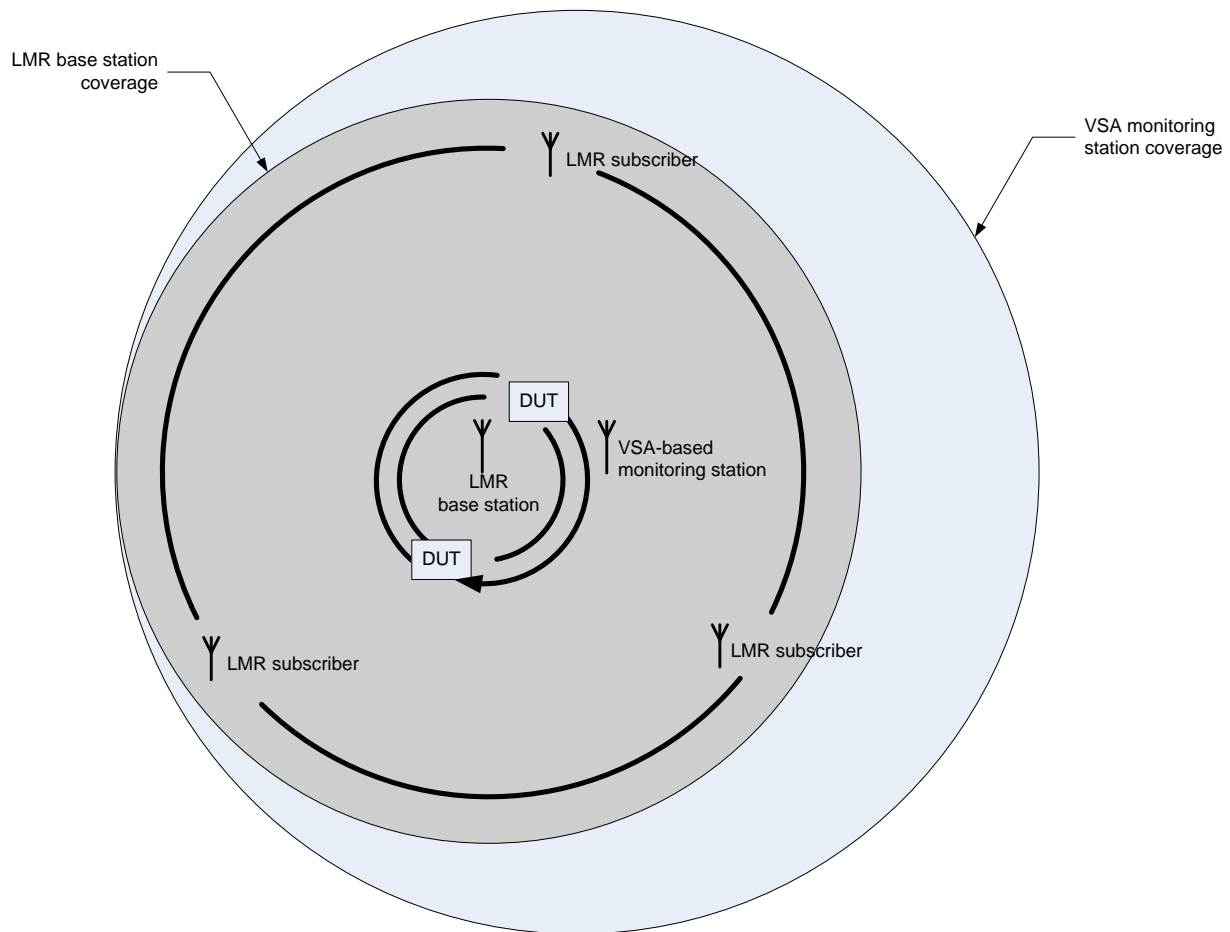 LMR base station
coverage
VSA monitoring
station coverage
LMR subscriber
DUT
VSA-based
monitoring station
LMR
base station
DUT
LMR subscriber
LMR subscriber